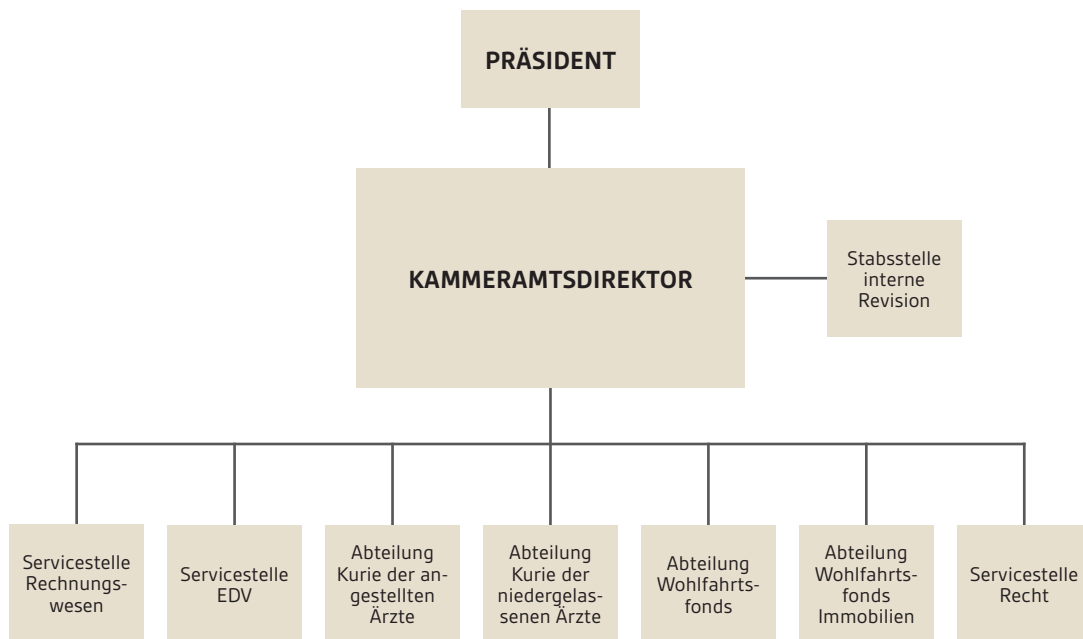 PRÄSIDENT
KAMMERAMTSDIREKTOR
Stabsstelle
interne
Revision
Servicestelle
Rechnungs-
wesen
Servicestelle
EDV
Abteilung
Kurie der an-
gestellten
Ärzte
Abteilung
Kurie der
niedergelas-
senen Ärzte
Abteilung
Wohlfahrts-
fonds
Abteilung
Wohlfahrts-
fonds
Immobilien
Servicestelle
Recht